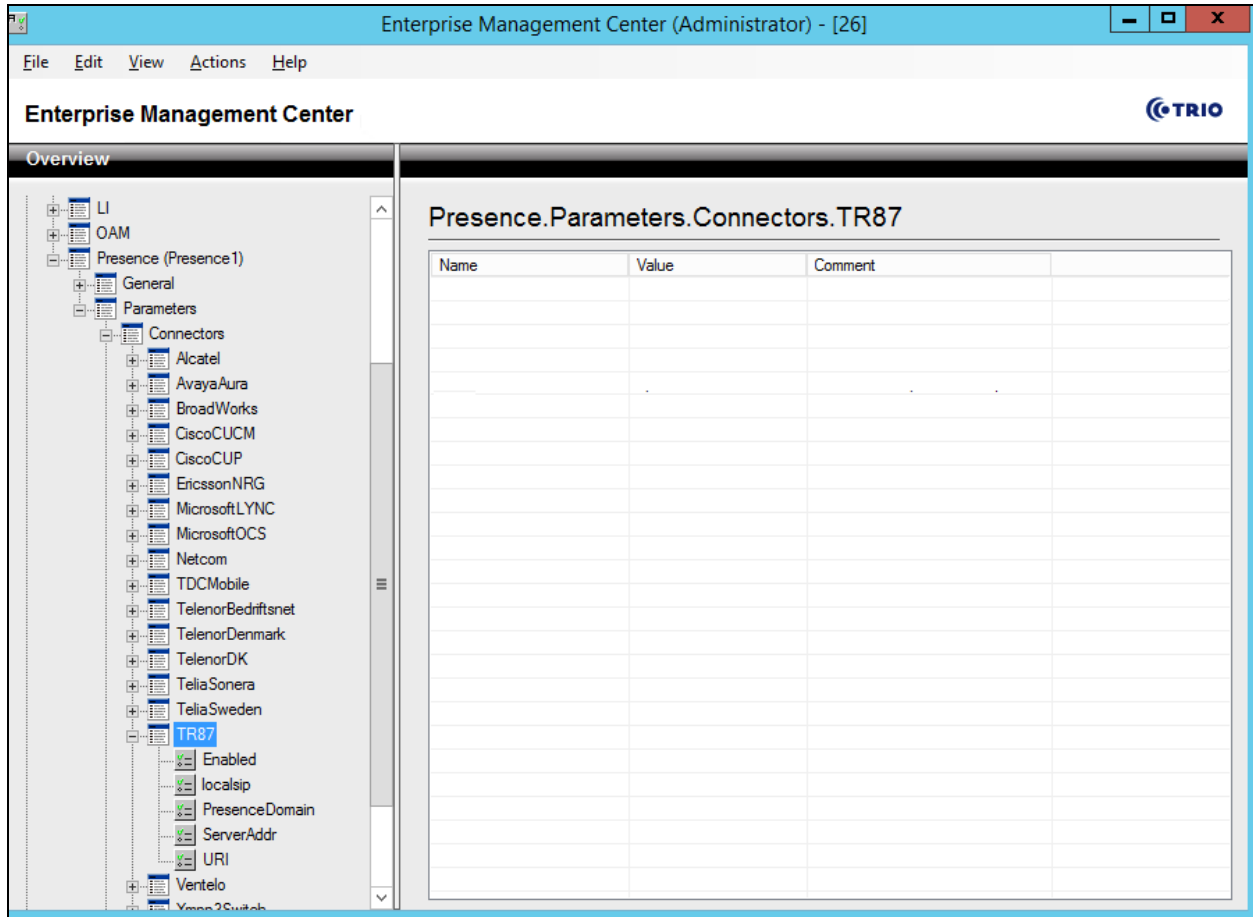 Enterprise Management Center (Administrator) - [26]
File Edit View Actions Help
Enterprise Management Center
TRIO
Overview
LI
OAM
Presence (Presence1)
General
Parameters
Connectors
Alcatel
AvayaAura
BroadWorks
CiscoCUCM
CiscoCUP
EricssonNRG
MicrosoftLYNC
MicrosoftOCS
Netcom
TDCMobile
TelenorBedriftsnet
TelenorDenmark
TelenorDK
TeliaSonera
TeliaSweden
TR87
Enabled
localsip
PresenceDomain
ServerAddr
URI
Ventelo
Presence.Parameters.Connectors.TR87
Name Value Comment